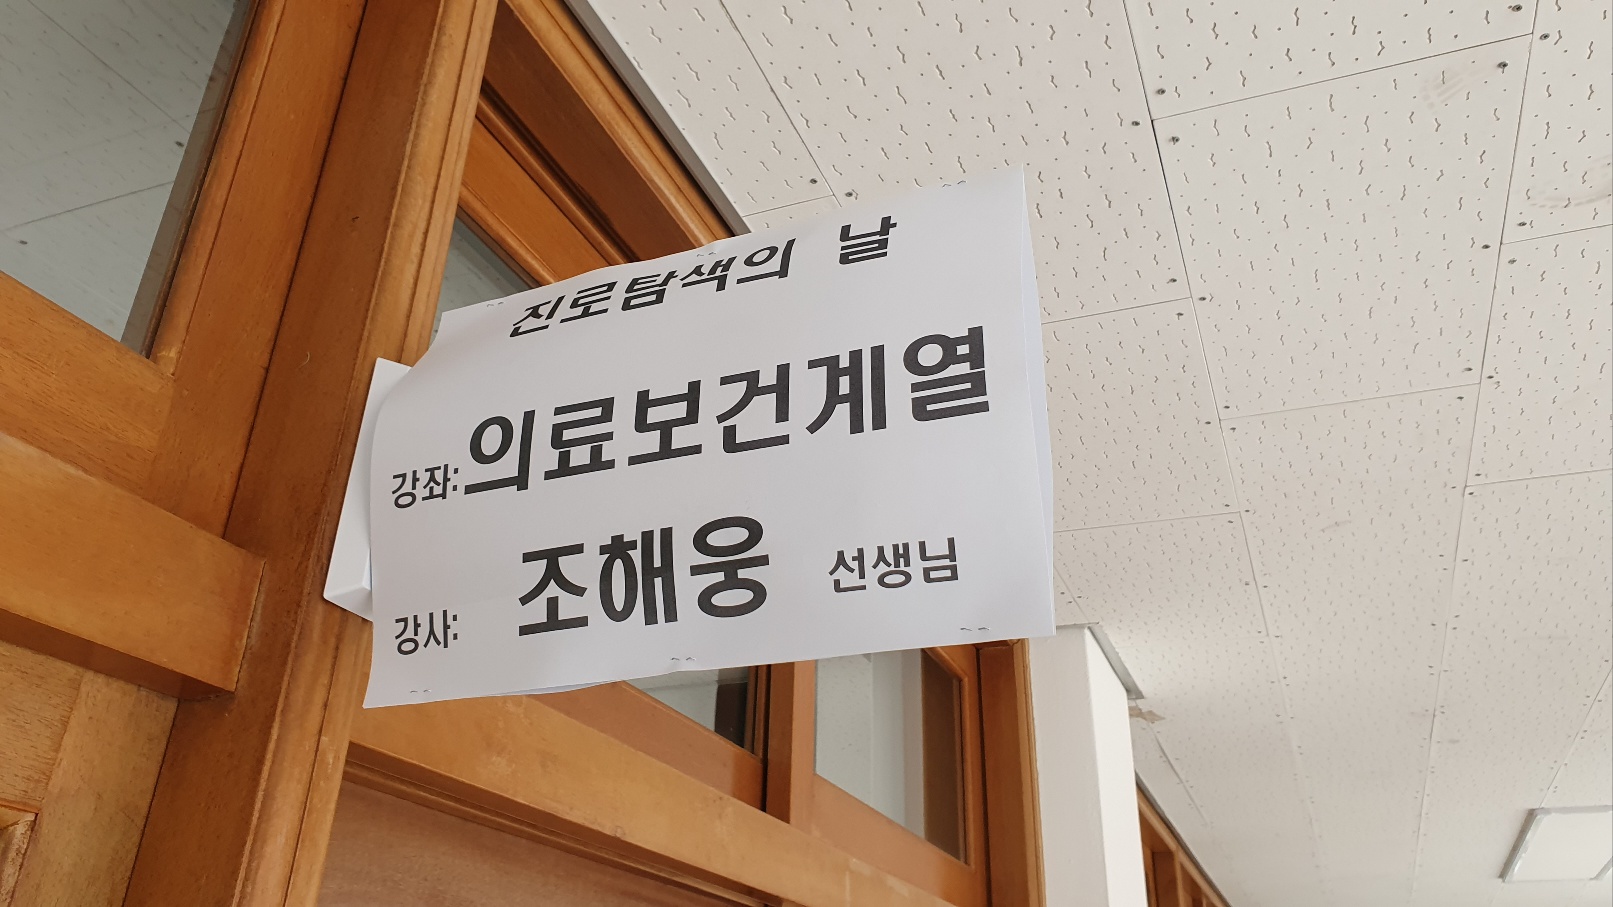 진로탐색의 날
강좌: 의료보건계열
강사: 조해웅 선생님